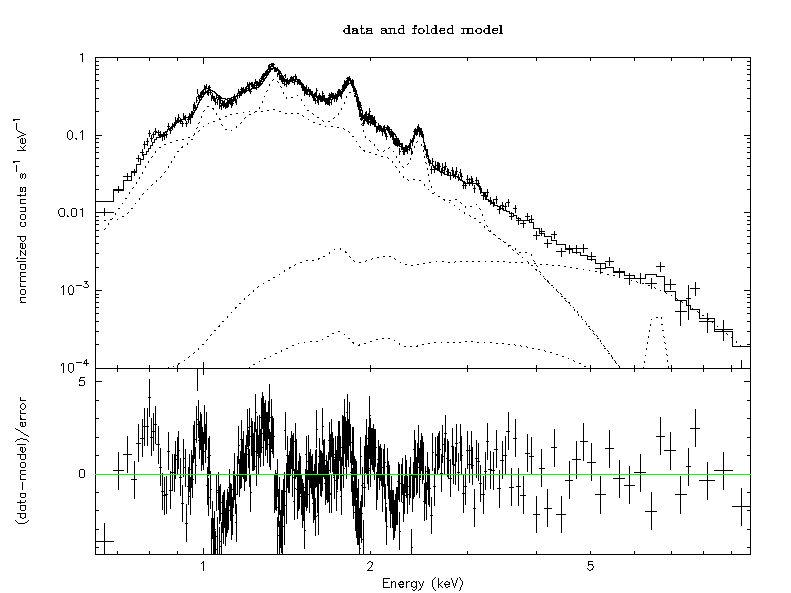 data and folded model
normalized counts s⁻¹ keV⁻¹
1
0.1
0.01
10⁻³
10⁻⁴
(data-model)/error
5
0
1
2
5
Energy (keV)